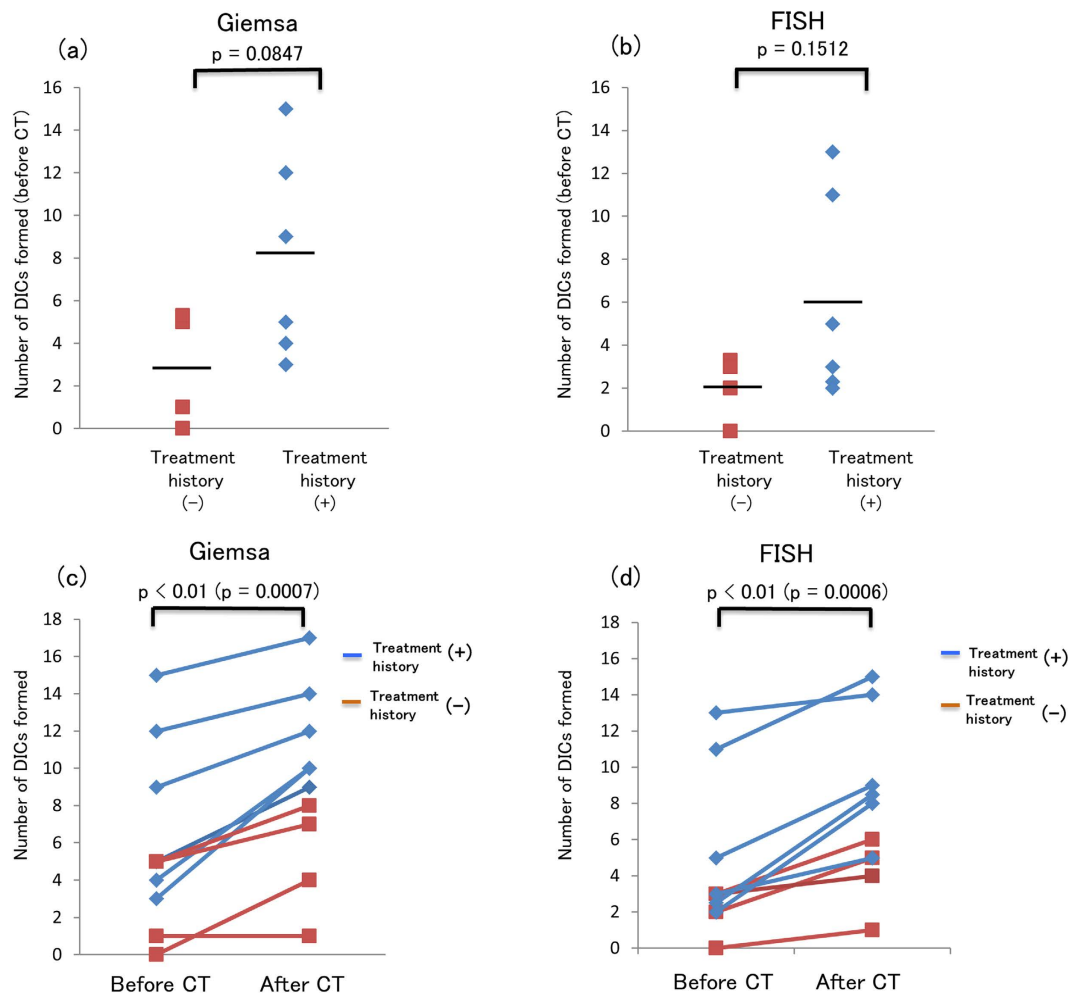 Giemsa
(a)
p = 0.0847
Number of DICs formed (before CT)
16
14
12
10
8
6
4
2
0
Treatment
history
(−)
Treatment
history
(+)
FISH
(b)
p = 0.1512
Number of DICs formed (before CT)
16
14
12
10
8
6
4
2
0
Treatment
history
(−)
Treatment
history
(+)
Giemsa
(c)
p < 0.01 (p = 0.0007)
Number of DICs formed
18
16
14
12
10
8
6
4
2
0
Before CT
After CT
Treatment (+)
history
Treatment (−)
history
FISH
(d)
p < 0.01 (p = 0.0006)
Number of DICs formed
18
16
14
12
10
8
6
4
2
0
Before CT
After CT
Treatment (+)
history
Treatment (−)
history